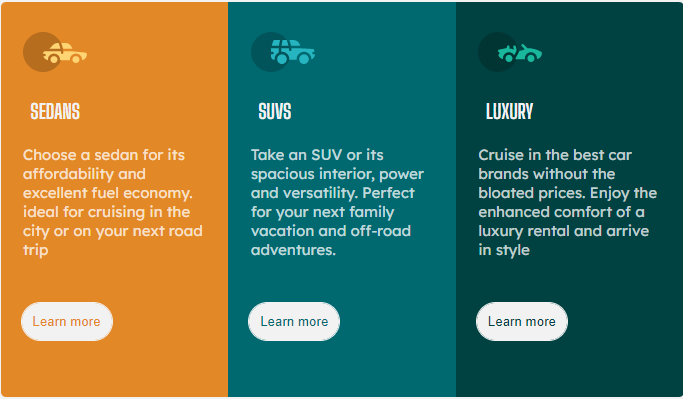 SEDANS
Choose a sedan for its
affordability and
excellent fuel economy.
ideal for cruising in the
city or on your next road
trip
Learn more
SUVS
Take an SUV or its
spacious interior, power
and versatility. Perfect
for your next family
vacation and off-road
adventures.
Learn more
LUXURY
Cruise in the best car
brands without the
bloated prices. Enjoy the
enhanced comfort of a
luxury rental and arrive
in style
Learn more